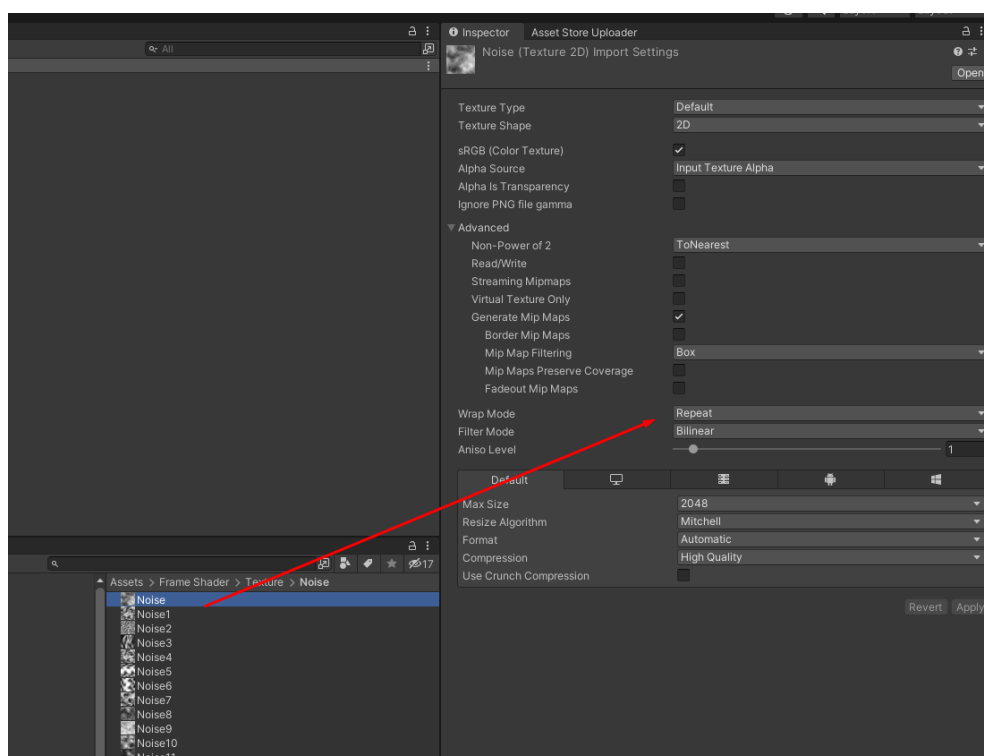 Inspector Asset Store Uploader
All
Noise (Texture 2D) Import Settings
Open
Texture Type Default
Texture Shape 2D
sRGB (Color Texture)
Alpha Source Input Texture Alpha
Alpha Is Transparency
Ignore PNG file gamma
Advanced
Non-Power of 2 ToNearest
Read/Write
Streaming Mipmaps
Virtual Texture Only
Generate Mip Maps
Border Mip Maps
Mip Map Filtering Box
Mip Maps Preserve Coverage
Fadeout Mip Maps
Wrap Mode Repeat
Filter Mode Bilinear
Aniso Level 1
Default
Max Size 2048
Resize Algorithm Mitchell
Format Automatic
Compression High Quality
Use Crunch Compression
Revert Apply
17
Assets > Frame Shader > Texture > Noise
Noise
Noise1
Noise2
Noise3
Noise4
Noise5
Noise6
Noise7
Noise8
Noise9
Noise10
Noise11